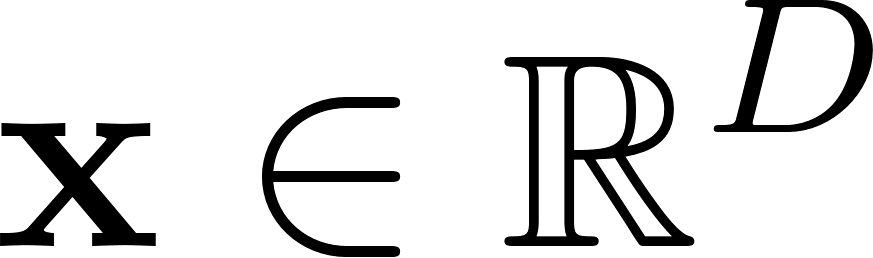 𝐱 ∈ ℝ^D